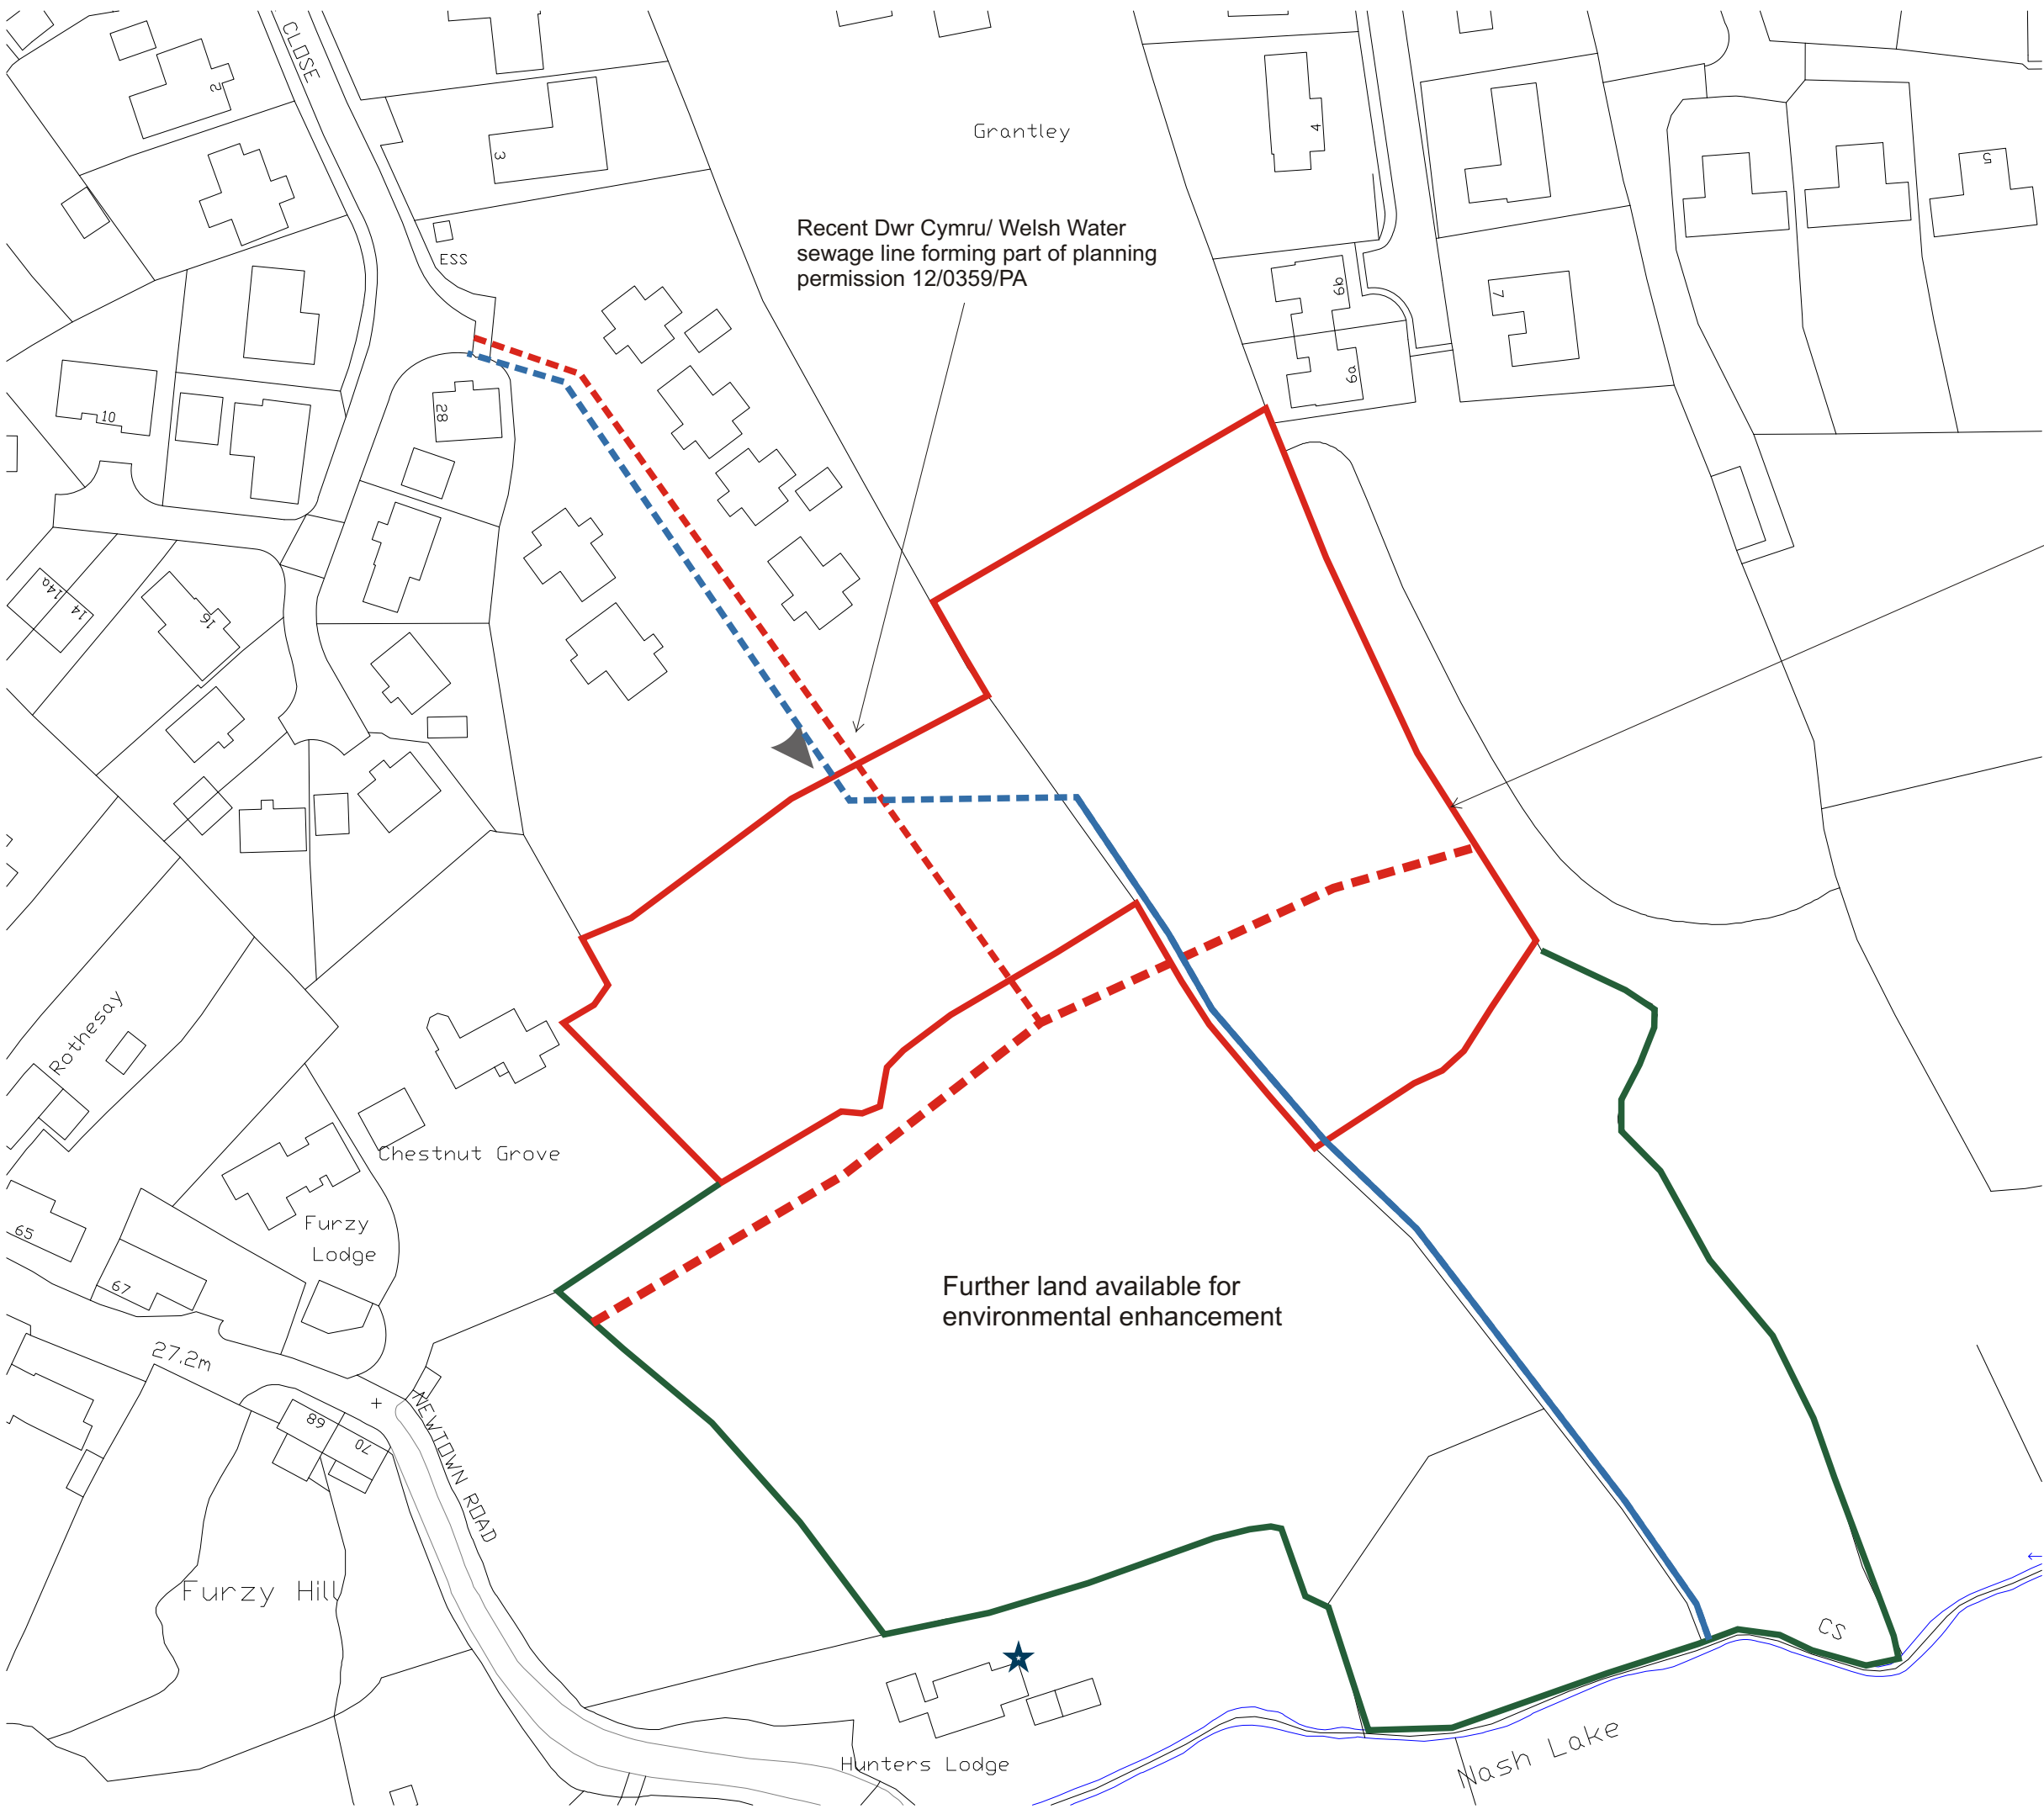 CLOSE
2
3
Grantley
4
5
Recent Dwr Cymru/ Welsh Water
sewage line forming part of planning
permission 12/0359/PA
ESS
6b
7
6a
28
10
14a
14
16
Rothesay
Chestnut Grove
Furzy
Lodge
65
67
Further land available for
environmental enhancement
27.2m
NEWTOWN ROAD
68
70
Furzy Hill
CS
Hunters Lodge
Nash Lake